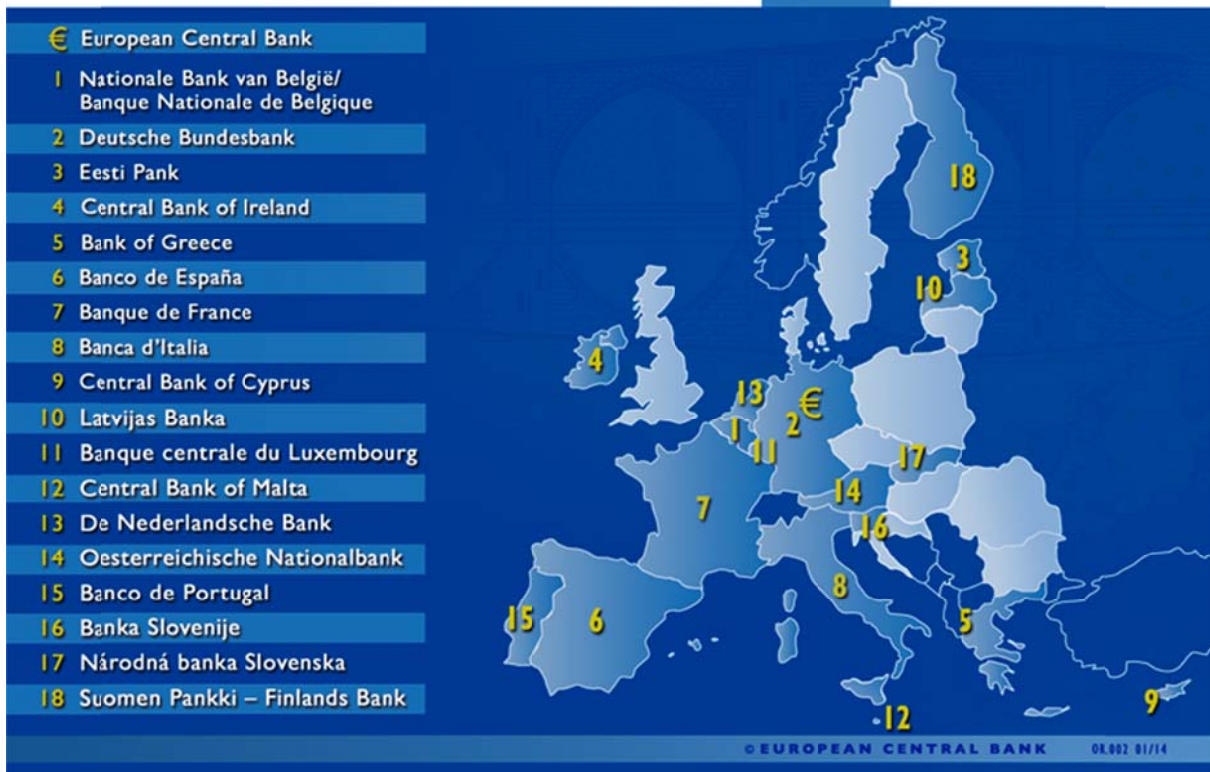 € European Central Bank
1 Nationale Bank van België/
Banque Nationale de Belgique
2 Deutsche Bundesbank
3 Eesti Pank
4 Central Bank of Ireland
5 Bank of Greece
6 Banco de España
7 Banque de France
8 Banca d'Italia
9 Central Bank of Cyprus
10 Latvijas Banka
11 Banque centrale du Luxembourg
12 Central Bank of Malta
13 De Nederlandsche Bank
14 Oesterreichische Nationalbank
15 Banco de Portugal
16 Banka Slovenije
17 Národná banka Slovenska
18 Suomen Pankki – Finlands Bank
18
3
10
4
13
€
2
1
11
17
14
7
16
8
15
6
5
9
12
© EUROPEAN CENTRAL BANK OR.002 01/14